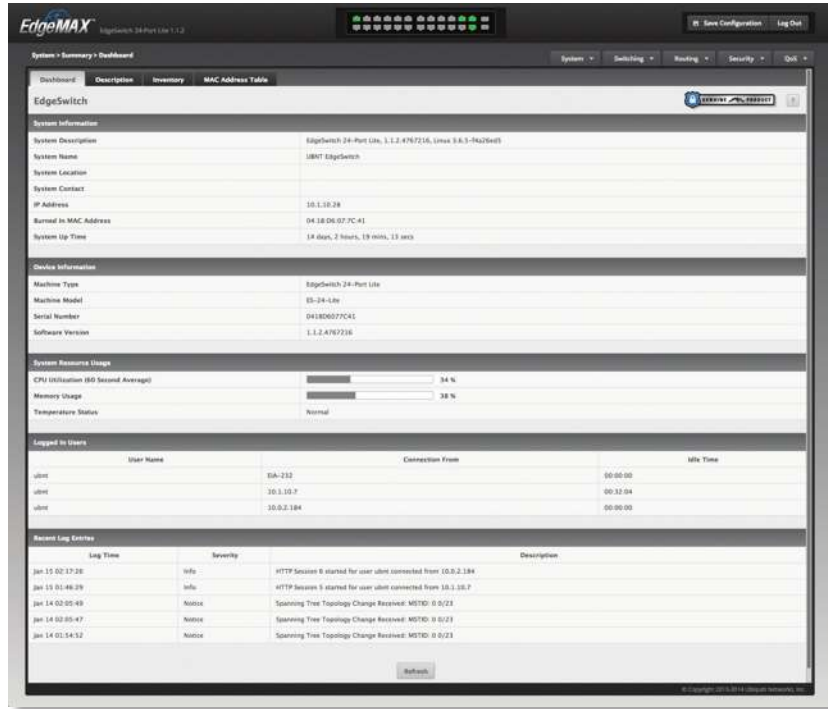 EdgeMAX EdgeSwitch 24-Port Lite 1.1.2
Save Configuration Log Out
System > Summary > Dashboard
System Switching Routing Security QoS
Dashboard Description Inventory MAC Address Table
EdgeSwitch
GENUINE PRODUCT
System Information
System Description EdgeSwitch 24-Port Lite, 1.1.2.4767216, Linux 3.6.5-f4a26ed5
System Name UBNT EdgeSwitch
System Location
System Contact
IP Address 10.1.10.28
Burned In MAC Address 04:18:D6:07:7C:41
System Up Time 14 days, 2 hours, 19 mins, 13 secs
Device Information
Machine Type EdgeSwitch 24-Port Lite
Machine Model ES-24-Lite
Serial Number 0418D6077C41
Software Version 1.1.2.4767216
System Resource Usage
CPU Utilization (60 Second Average) 34 %
Memory Usage 38 %
Temperature Status Normal
Logged In Users
User Name Connection From Idle Time
ubnt EIA-232 00:00:00
ubnt 10.1.10.7 00:32:04
ubnt 10.0.2.184 00:00:00
Recent Log Entries
Log Time Severity Description
Jan 15 02:17:26 Info HTTP Session 6 started for user ubnt connected from 10.0.2.184
Jan 15 01:46:29 Info HTTP Session 5 started for user ubnt connected from 10.1.10.7
Jan 14 02:05:49 Notice Spanning Tree Topology Change Received: MSTID: 0 0/23
Jan 14 02:05:47 Notice Spanning Tree Topology Change Received: MSTID: 0 0/23
Jan 14 01:54:52 Notice Spanning Tree Topology Change Received: MSTID: 0 0/23
Refresh
© Copyright Ubiquiti Networks, Inc.